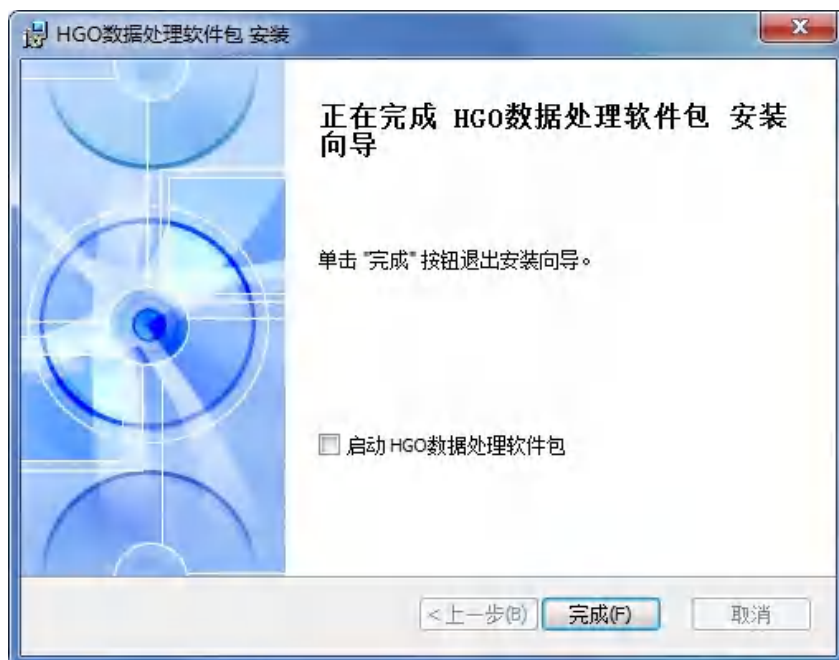 HGO数据处理软件包 安装
正在完成 HGO数据处理软件包 安装
向导
单击 "完成" 按钮退出安装向导。
启动 HGO数据处理软件包
<上一步(B) 完成(F) 取消